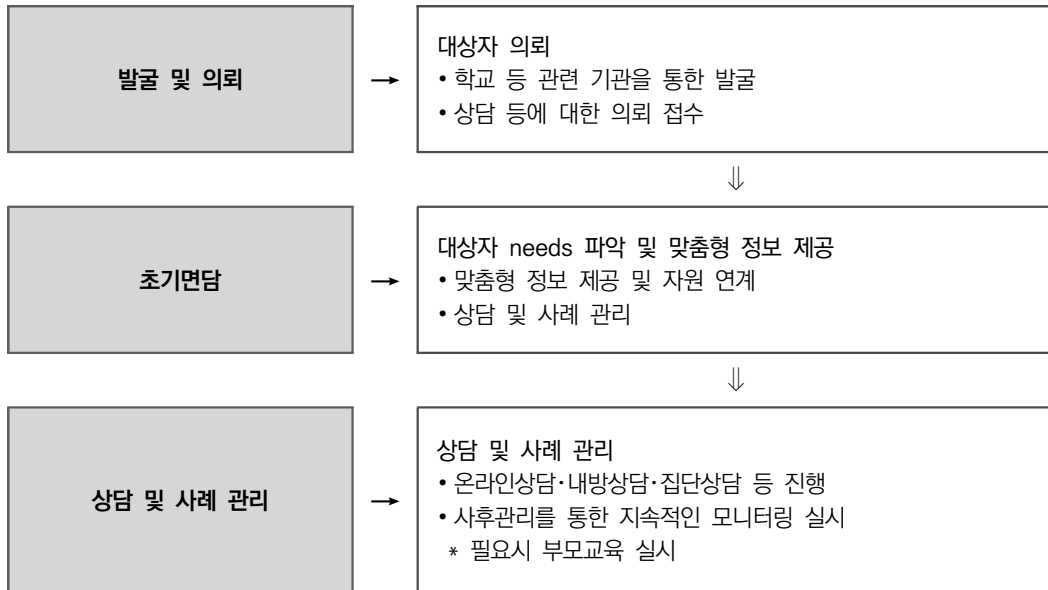 발굴 및 의뢰
→
대상자 의뢰
•학교 등 관련 기관을 통한 발굴
•상담 등에 대한 의뢰 접수
⇓
초기면담
→
대상자 needs 파악 및 맞춤형 정보 제공
•맞춤형 정보 제공 및 자원 연계
•상담 및 사례 관리
⇓
상담 및 사례 관리
→
상담 및 사례 관리
•온라인상담·내방상담·집단상담 등 진행
•사후관리를 통한 지속적인 모니터링 실시
* 필요시 부모교육 실시